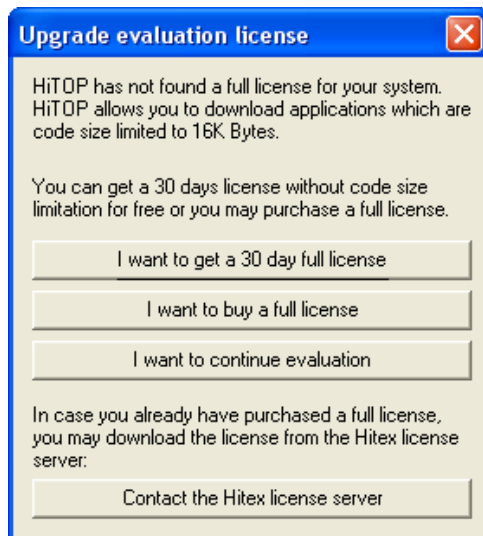 Upgrade evaluation license
HiTOP has not found a full license for your system.
HiTOP allows you to download applications which are
code size limited to 16K Bytes.
You can get a 30 days license without code size
limitation for free or you may purchase a full license.
I want to get a 30 day full license
I want to buy a full license
I want to continue evaluation
In case you already have purchased a full license,
you may download the license from the Hitex license
server:
Contact the Hitex license server